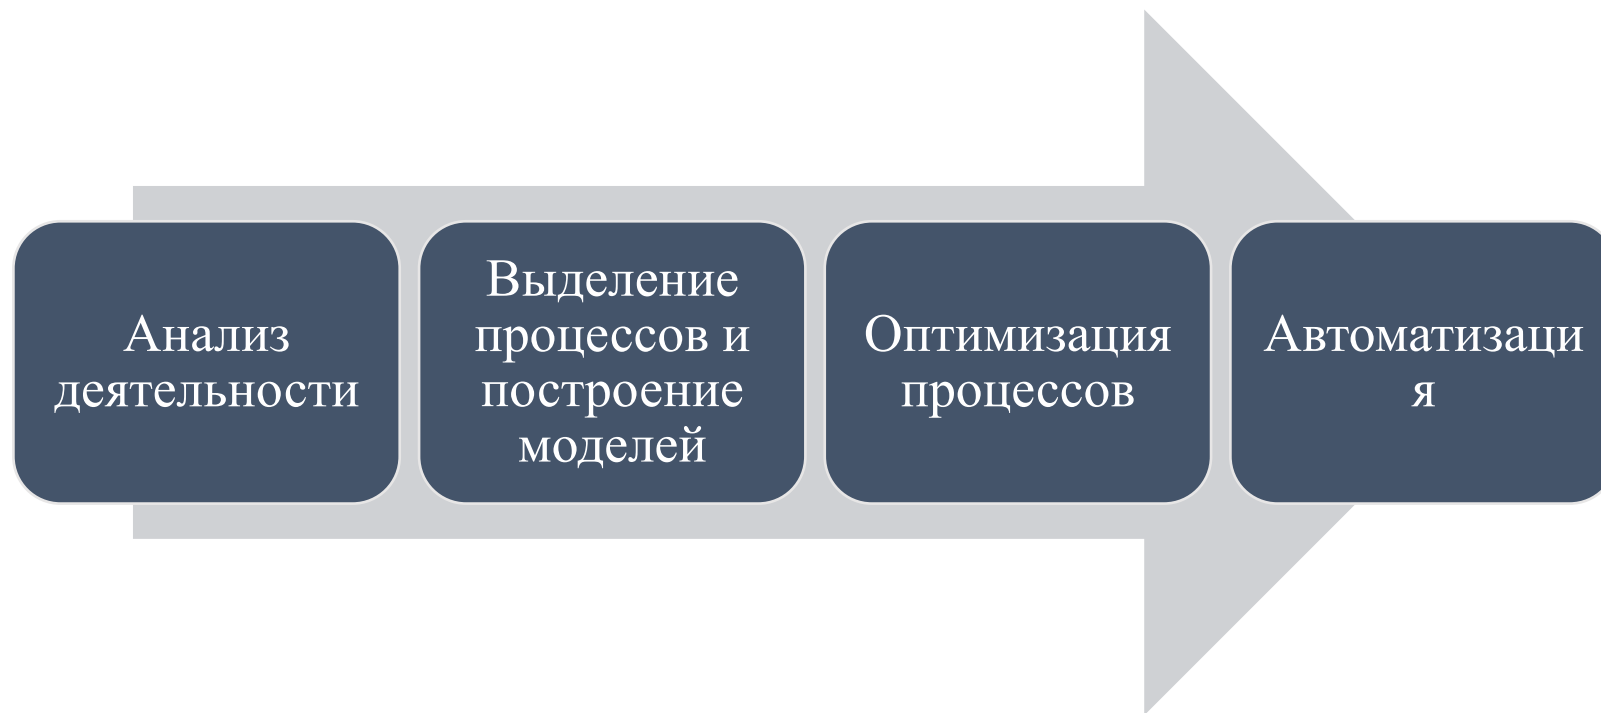 Анализ
деятельности
Выделение
процессов и
построение
моделей
Оптимизация
процессов
Автоматизаци
я